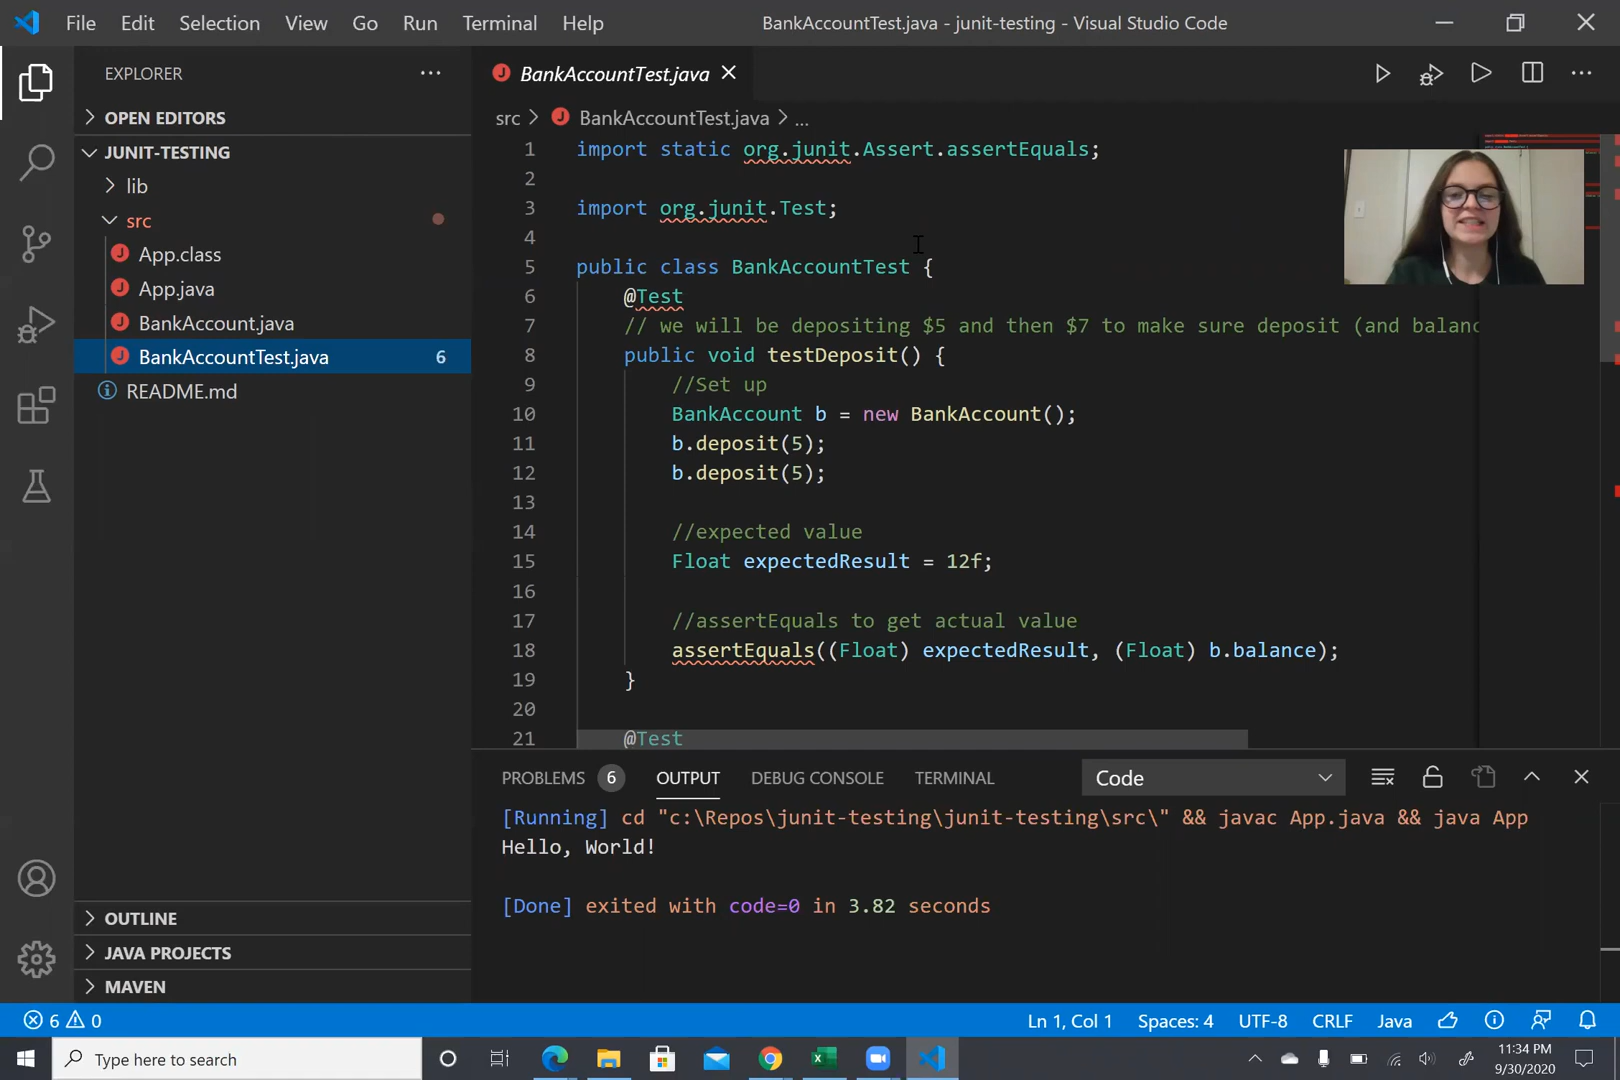 File Edit Selection View Go Run Terminal Help
BankAccountTest.java - junit-testing - Visual Studio Code
EXPLORER
OPEN EDITORS
JUNIT-TESTING
lib
src
App.class
App.java
BankAccount.java
BankAccountTest.java 6
README.md
OUTLINE
JAVA PROJECTS
MAVEN
BankAccountTest.java
src > BankAccountTest.java > ...
1 import static org.junit.Assert.assertEquals;
2
3 import org.junit.Test;
4
5 public class BankAccountTest {
6 @Test
7 // we will be depositing $5 and then $7 to make sure deposit (and balanc
8 public void testDeposit() {
9 //Set up
10 BankAccount b = new BankAccount();
11 b.deposit(5);
12 b.deposit(5);
13
14 //expected value
15 Float expectedResult = 12f;
16
17 //assertEquals to get actual value
18 assertEquals((Float) expectedResult, (Float) b.balance);
19 }
20
21 @Test
PROBLEMS 6 OUTPUT DEBUG CONSOLE TERMINAL Code
[Running] cd "c:\Repos\junit-testing\junit-testing\src\" && javac App.java && java App
Hello, World!
[Done] exited with code=0 in 3.82 seconds
6 0 Ln 1, Col 1 Spaces: 4 UTF-8 CRLF Java
Type here to search
11:34 PM
9/30/2020